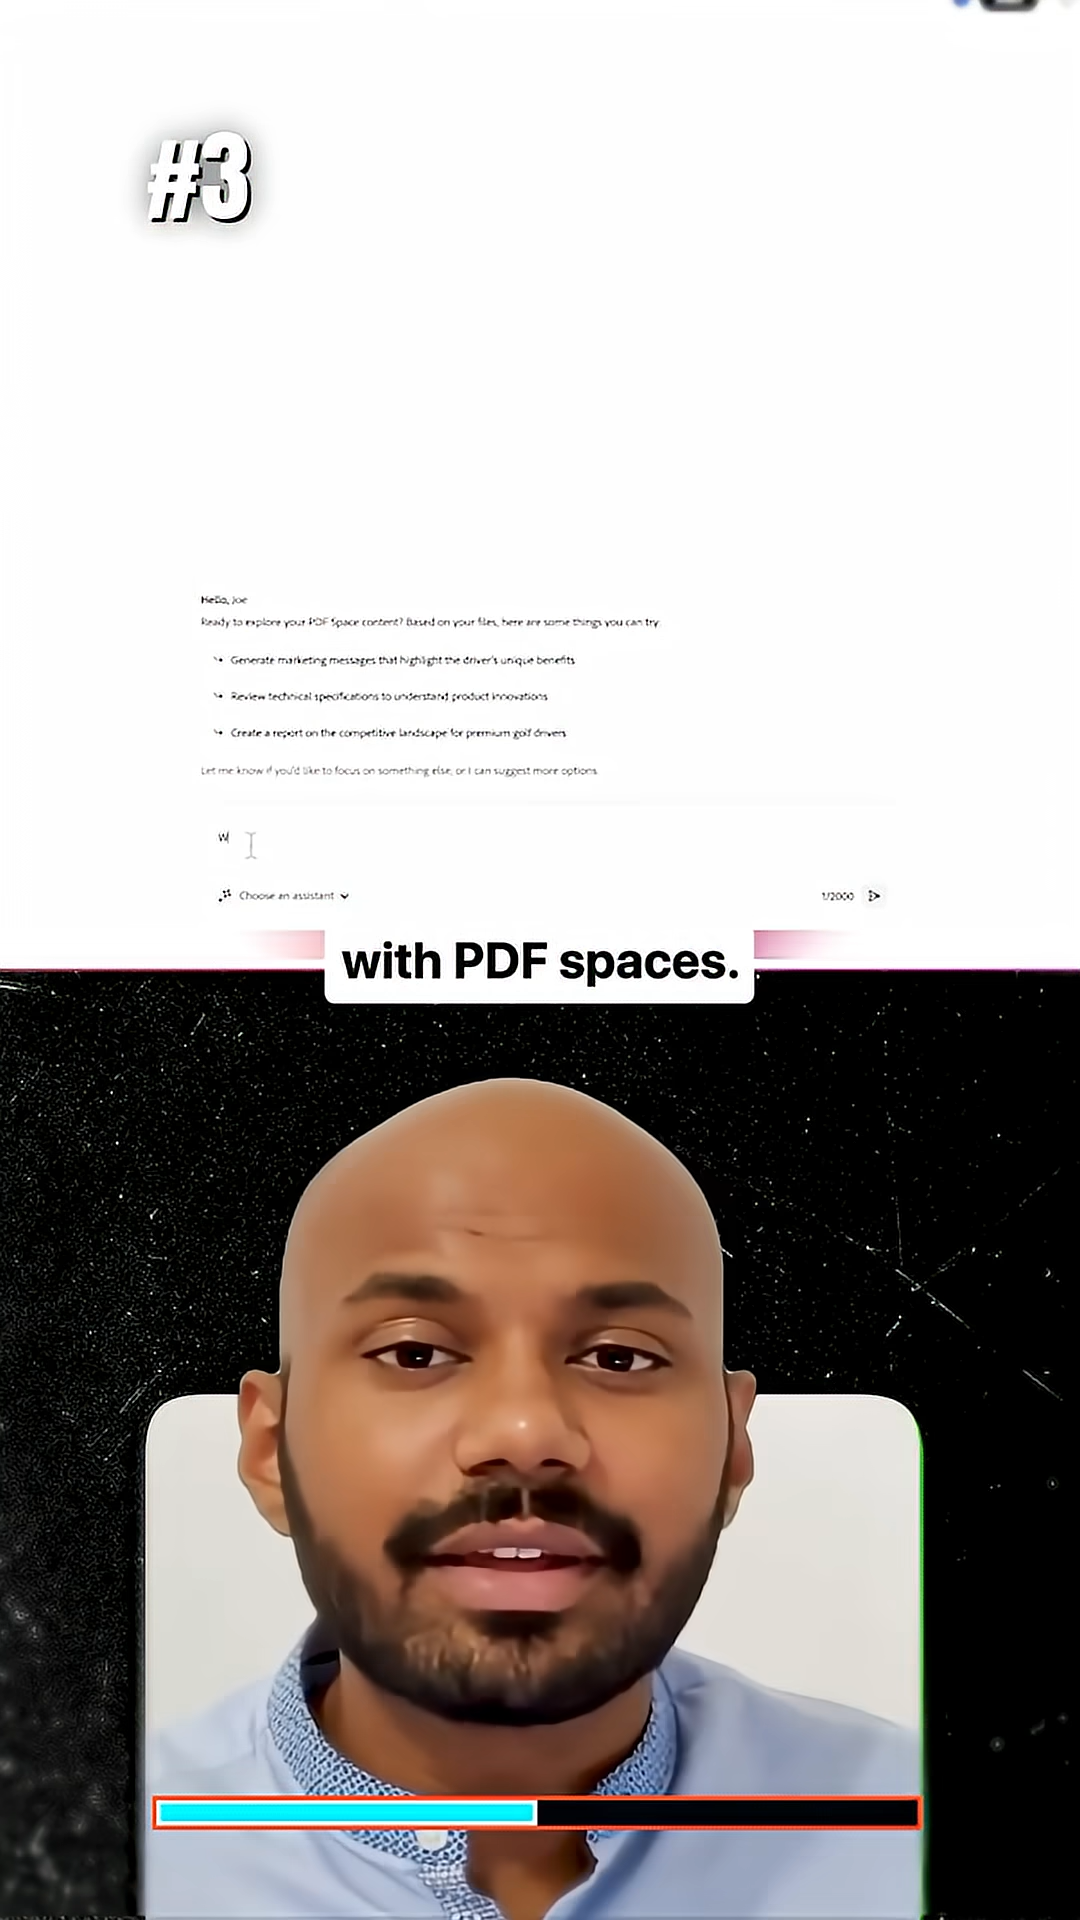 #3
Hello, Joe
Ready to explore your PDF Space content? Based on your files, here are some things you can try:
Generate marketing messages that highlight the driver's unique benefits
Review technical specifications to understand product innovations
Create a report on the competitive landscape for premium golf drivers
Let me know if you'd like to focus on something else, or I can suggest more options.
W
Choose an assistant
1/2000
with PDF spaces.